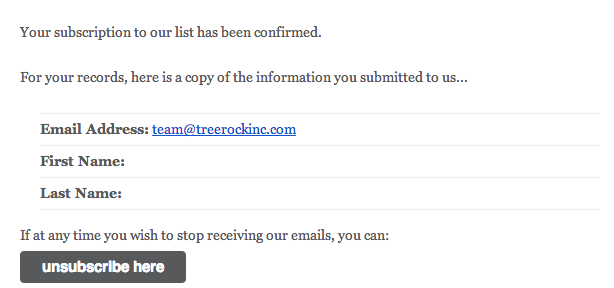 Your subscription to our list has been confirmed.
For your records, here is a copy of the information you submitted to us...
Email Address: team@treerockinc.com
First Name:
Last Name:
If at any time you wish to stop receiving our emails, you can:
unsubscribe here